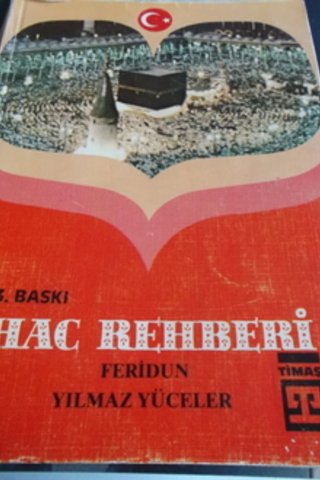 . BASKI
HAC REHBERİ
FERİDUN
YILMAZ YÜCELER
TİMAŞ